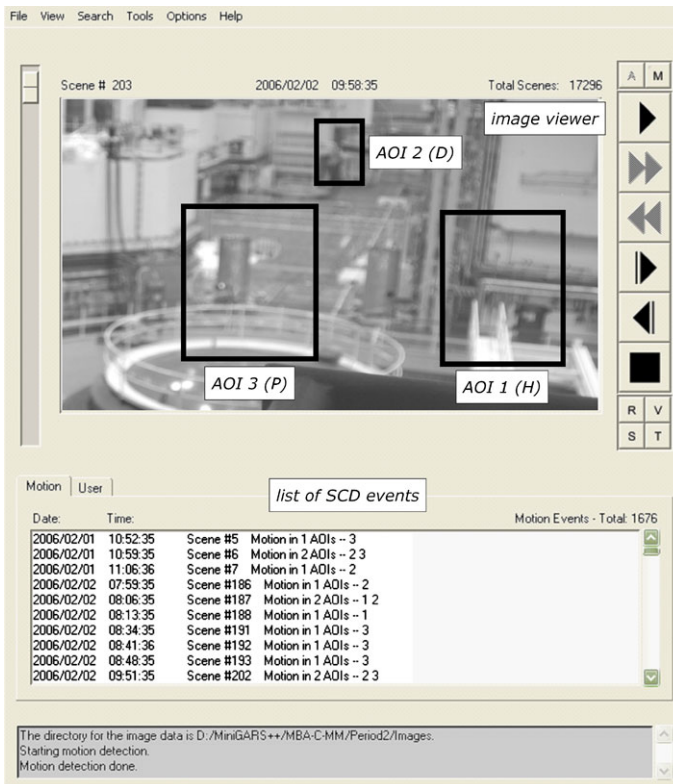 File View Search Tools Options Help
Scene # 203 2006/02/02 09:58:35 Total Scenes: 17296
A M
image viewer
AOI 2 (D)
AOI 3 (P)
AOI 1 (H)
R V
S T
Motion User
list of SCD events
Date: Time: Motion Events - Total: 1676
2006/02/01 10:52:35 Scene #5 Motion in 1 AOIs -- 3
2006/02/01 10:59:35 Scene #6 Motion in 2 AOIs -- 2 3
2006/02/01 11:06:36 Scene #7 Motion in 1 AOIs -- 2
2006/02/02 07:59:35 Scene #186 Motion in 1 AOIs -- 2
2006/02/02 08:06:35 Scene #187 Motion in 2 AOIs -- 1 2
2006/02/02 08:13:35 Scene #188 Motion in 1 AOIs -- 1
2006/02/02 08:34:35 Scene #191 Motion in 1 AOIs -- 3
2006/02/02 08:41:36 Scene #192 Motion in 1 AOIs -- 3
2006/02/02 08:48:35 Scene #193 Motion in 1 AOIs -- 3
2006/02/02 09:51:35 Scene #202 Motion in 2 AOIs -- 2 3
The directory for the image data is D:/MiniGARS++/MBA-C-MM/Period2/Images.
Starting motion detection.
Motion detection done.